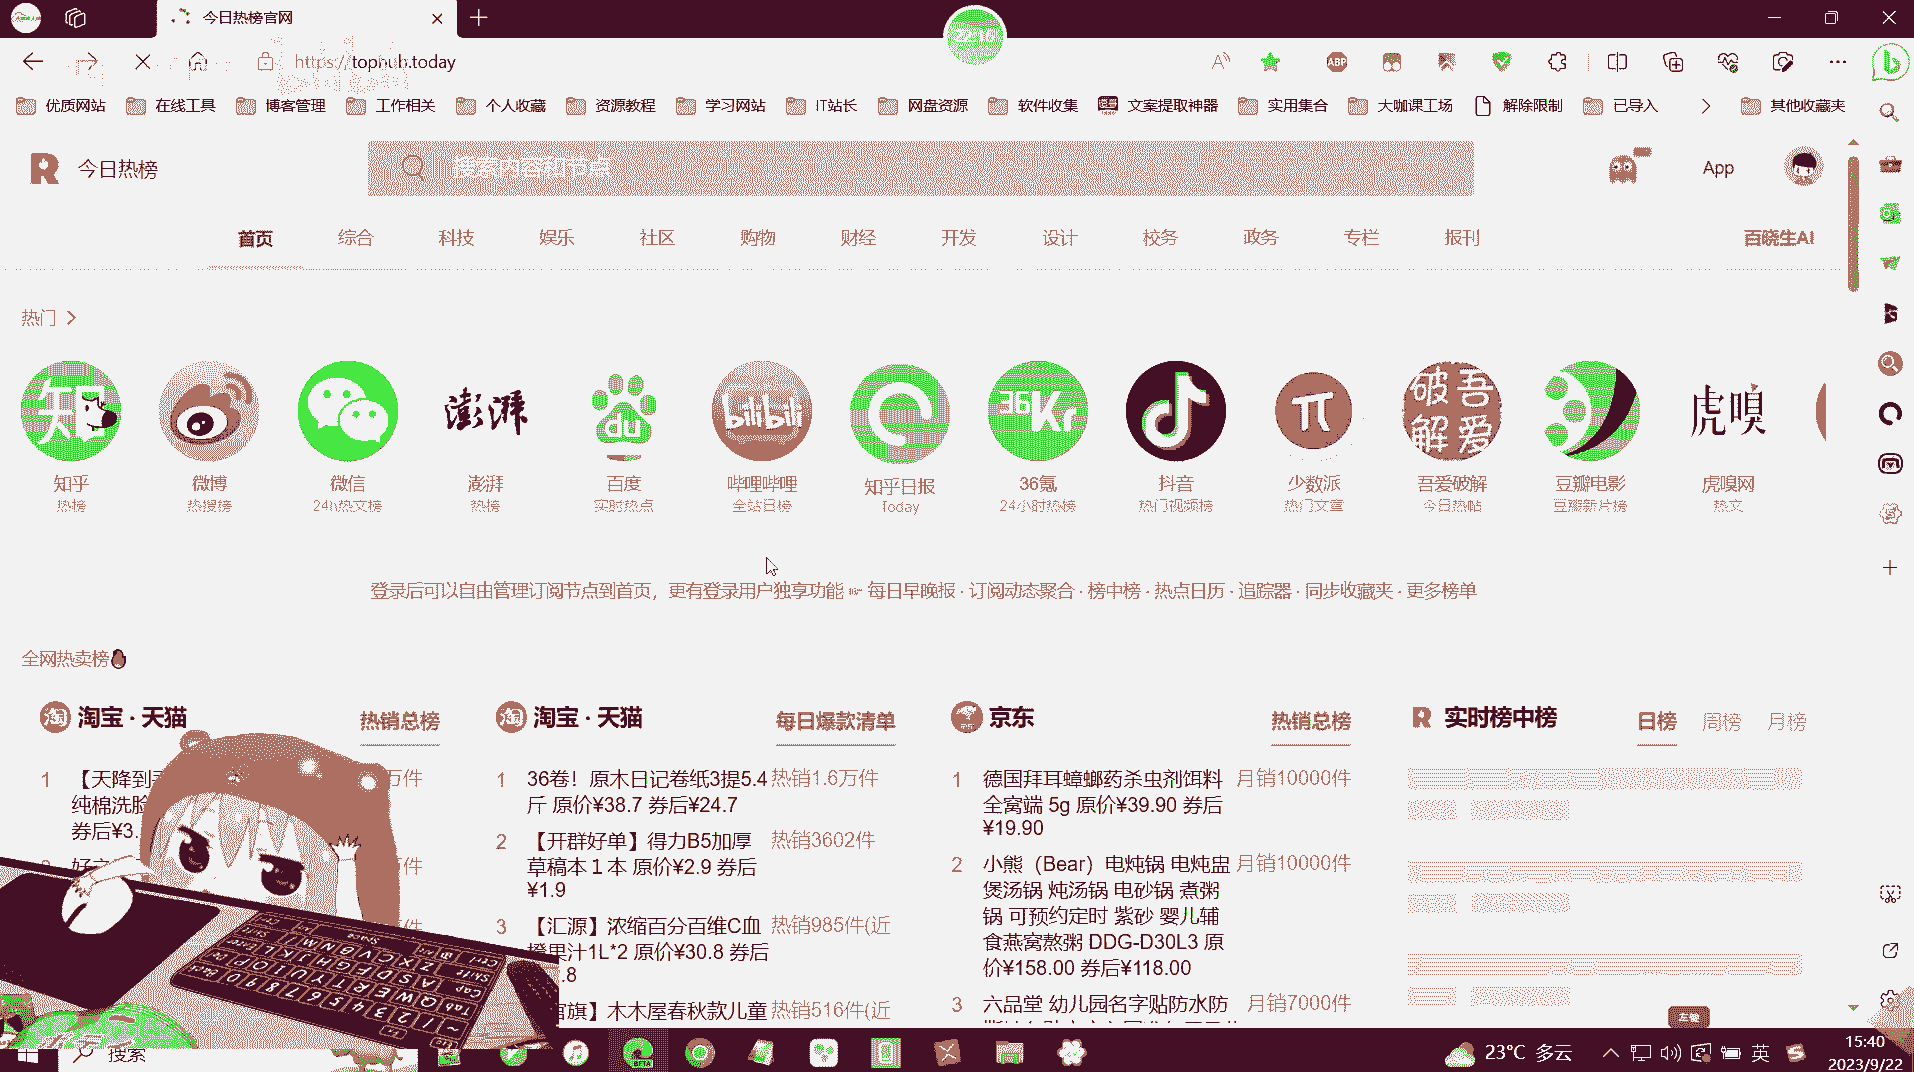 今日热榜官网
https://tophub.today
ABP
优质网站 在线工具 博客管理 工作相关 个人收藏 资源教程 学习网站 IT站长 网盘资源 软件收集 文案提取神器 实用集合 大咖课工场 解除限制 已导入 其他收藏夹
今日热榜
搜索内容和节点
App
首页 综合 科技 娱乐 社区 购物 财经 开发 设计 校务 政务 专栏 报刊 百晓生AI
热门
知 bilibili 36Kr 澎湃 du π 吾爱破解 虎嗅
知乎 微博 微信 澎湃 百度 哔哩哔哩 知乎日报 36氪 抖音 少数派 吾爱破解 豆瓣电影 虎嗅网
热榜 热搜榜 24h热文榜 热榜 实时热点 全站日榜 Today 24小时热榜 热门视频榜 热门文章 今日热帖 豆瓣新片榜 热文
登录后可以自由管理订阅节点到首页，更有登录用户独享功能 👉 每日早晚报 · 订阅动态聚合 · 榜中榜 · 热点日历 · 追踪器 · 同步收藏夹 · 更多榜单
全网热卖榜
淘 淘宝 · 天猫 热销总榜
1 【天降到
万件
纯棉洗脸
券后¥3.
淘 淘宝 · 天猫 每日爆款清单
1 36卷！原木日记卷纸3提5.4 热销1.6万件
斤 原价¥38.7 券后¥24.7
2 【开群好单】得力B5加厚 热销3602件
草稿本１本 原价¥2.9 券后
¥1.9
3 【汇源】浓缩百分百维C血 热销985件(近
橙果汁1L*2 原价¥30.8 券后
.8
官旗】木木屋春秋款儿童 热销516件(近
京东 热销总榜
1 德国拜耳蟑螂药杀虫剂饵料 月销10000件
全窝端 5g 原价¥39.90 券后
¥19.90
2 小熊（Bear）电炖锅 电炖盅 月销10000件
煲汤锅 炖汤锅 电砂锅 煮粥
锅 可预约定时 紫砂 婴儿辅
食燕窝熬粥 DDG-D30L3 原
价¥158.00 券后¥118.00
3 六品堂 幼儿园名字贴防水防 月销7000件
实时榜中榜 日榜 周榜 月榜
左键
搜索
BETA
23°C 多云
英
15:40
2023/9/22